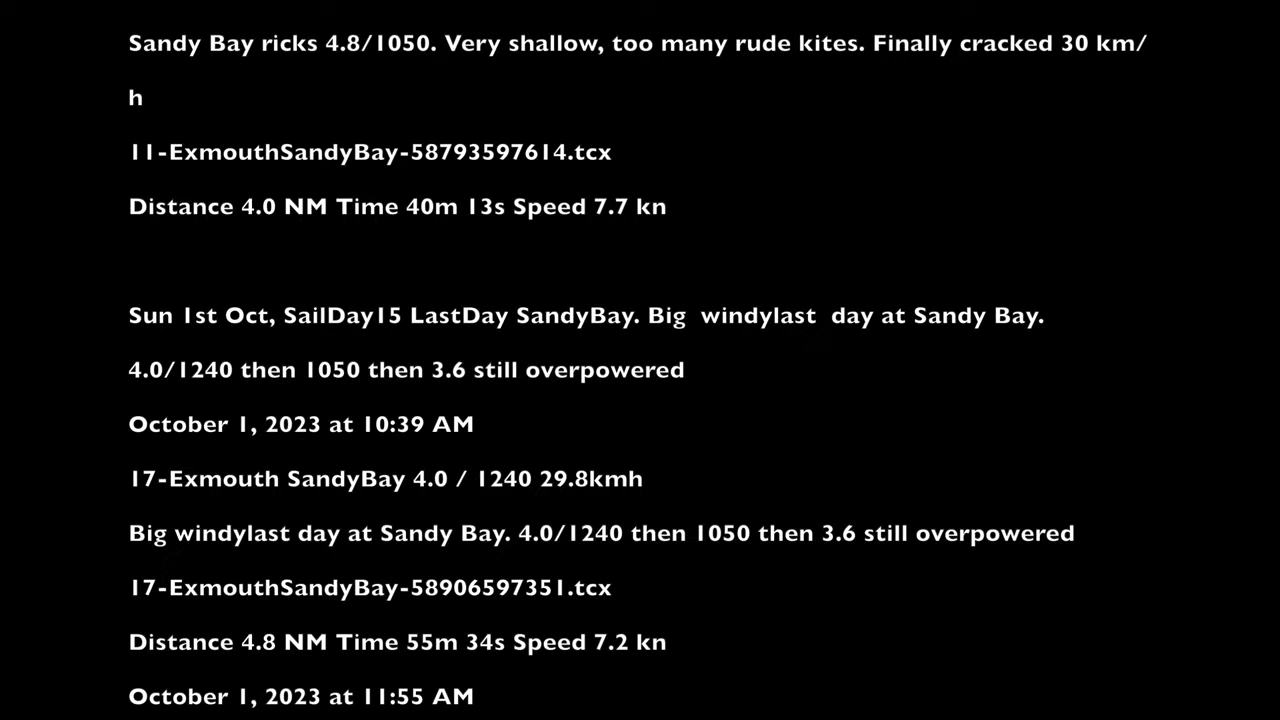 Sandy Bay ricks 4.8/1050. Very shallow, too many rude kites. Finally cracked 30 km/
h
11-ExmouthSandyBay-58793597614.tcx
Distance 4.0 NM Time 40m 13s Speed 7.7 kn
Sun 1st Oct, SailDay15 LastDay SandyBay. Big  windylast  day at Sandy Bay.
4.0/1240 then 1050 then 3.6 still overpowered
October 1, 2023 at 10:39 AM
17-Exmouth SandyBay 4.0 / 1240 29.8kmh
Big windylast day at Sandy Bay. 4.0/1240 then 1050 then 3.6 still overpowered
17-ExmouthSandyBay-58906597351.tcx
Distance 4.8 NM Time 55m 34s Speed 7.2 kn
October 1, 2023 at 11:55 AM